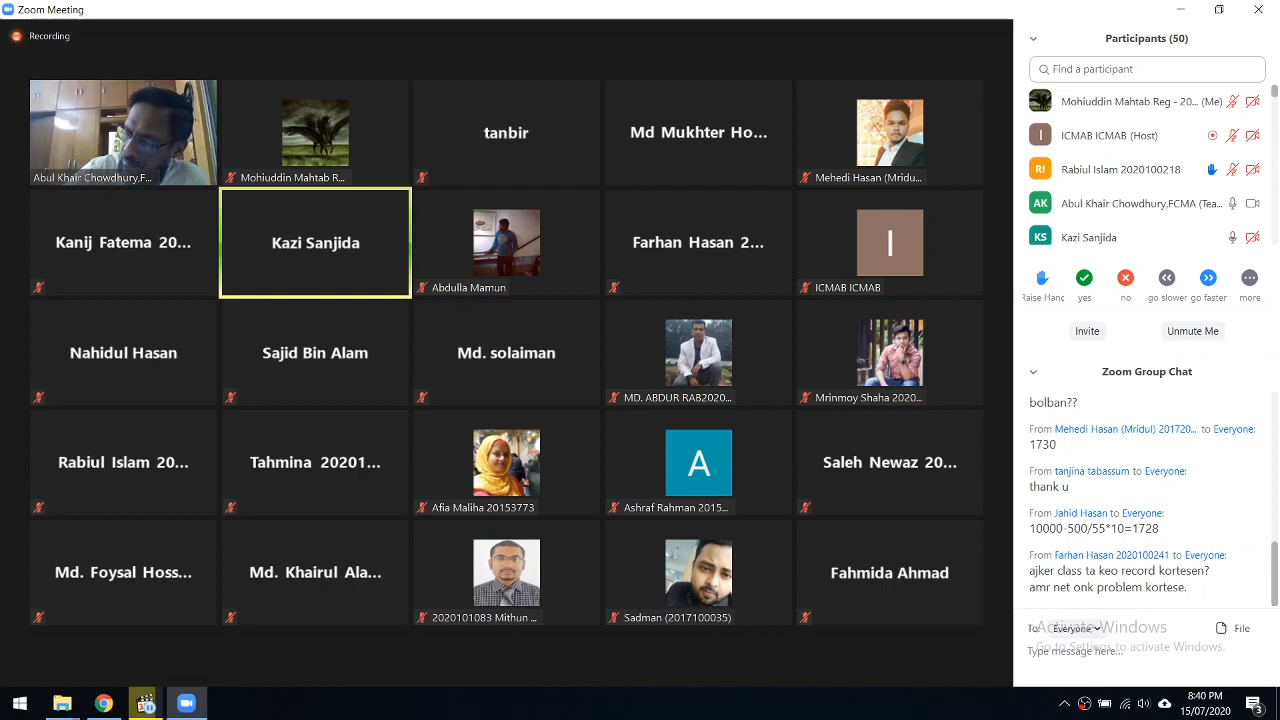 Zoom Meeting
Recording
Abul Khair Chowdhury,F...
Mohiuddin Mahtab R...
tanbir
Md Mukhter Ho...
Mehedi Hasan (Mridu...
Kanij Fatema 20...
Kazi Sanjida
Abdulla Mamun
Farhan Hasan 2...
I
ICMAB ICMAB
Nahidul Hasan
Sajid Bin Alam
Md. solaiman
MD. ABDUR RAB2020...
Mrinmoy Shaha 2020...
Rabiul Islam 20...
Tahmina 20201...
Afia Maliha 20153773
A
Ashraf Rahman 2015...
Saleh Newaz 20...
Md. Foysal Hoss...
Md. Khairul Ala...
2020101083 Mithun ...
Sadman (2017100035)
Fahmida Ahmad
Participants (50)
Find a participant
Mohiuddin Mahtab Reg - 20... (Me)
I
ICMAB ICMAB (Host)
RI
Rabiul Islam 2020100218
AK
Abul Khair Chowdhury,FCMA (Tea...
KS
Kazi Sanjida
Raise Hand
yes
no
go slower
go faster
more
Invite
Unmute Me
Zoom Group Chat
bolban??
From Mehedi Hasan (Mridul) 201720... to Everyone:
1730
From tanjina tabassum to Everyone:
thank u
From Jahid Hasan to Everyone:
10000-500/55*10=1728
From Farhan Hasan 2020100241 to Everyone:
ajker class ta keo record kortesen?
amr net onk problem kortese.
Activate Windows
To: Everyone
File
Go to Settings to activate Windows.
Type message here...
8:40 PM
15/07/2020
3